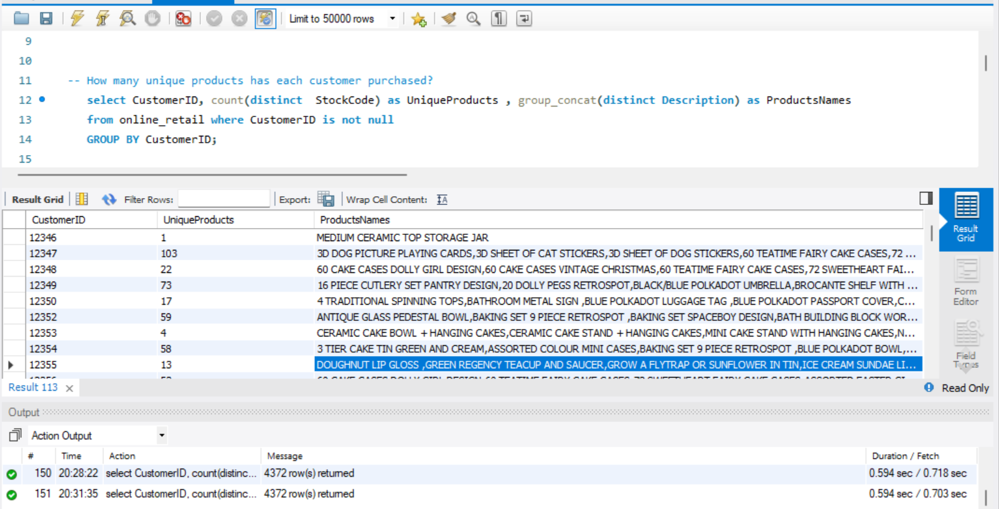 Limit to 50000 rows
9
10
11 -- How many unique products has each customer purchased?
12 select CustomerID, count(distinct  StockCode) as UniqueProducts , group_concat(distinct Description) as ProductsNames
13 from online_retail where CustomerID is not null
14 GROUP BY CustomerID;
15
Result Grid Filter Rows: Export: Wrap Cell Content: IA
CustomerID UniqueProducts ProductsNames
12346 1 MEDIUM CERAMIC TOP STORAGE JAR
12347 103 3D DOG PICTURE PLAYING CARDS,3D SHEET OF CAT STICKERS,3D SHEET OF DOG STICKERS,60 TEATIME FAIRY CAKE CASES,72 ...
12348 22 60 CAKE CASES DOLLY GIRL DESIGN,60 CAKE CASES VINTAGE CHRISTMAS,60 TEATIME FAIRY CAKE CASES,72 SWEETHEART FAI...
12349 73 16 PIECE CUTLERY SET PANTRY DESIGN,20 DOLLY PEGS RETROSPOT,BLACK/BLUE POLKADOT UMBRELLA,BROCANTE SHELF WITH ...
12350 17 4 TRADITIONAL SPINNING TOPS,BATHROOM METAL SIGN ,BLUE POLKADOT LUGGAGE TAG ,BLUE POLKADOT PASSPORT COVER,C...
12352 59 ANTIQUE GLASS PEDESTAL BOWL,BAKING SET 9 PIECE RETROSPOT ,BAKING SET SPACEBOY DESIGN,BATH BUILDING BLOCK WOR...
12353 4 CERAMIC CAKE BOWL + HANGING CAKES,CERAMIC CAKE STAND + HANGING CAKES,MINI CAKE STAND WITH HANGING CAKES,N...
12354 58 3 TIER CAKE TIN GREEN AND CREAM,ASSORTED COLOUR MINI CASES,BAKING SET 9 PIECE RETROSPOT ,BLUE POLKADOT BOWL,...
12355 13 DOUGHNUT LIP GLOSS ,GREEN REGENCY TEACUP AND SAUCER,GROW A FLYTRAP OR SUNFLOWER IN TIN,ICE CREAM SUNDAE LI...
Result
Grid
Form
Editor
Field
Types
Result 113 Read Only
Output
Action Output
# Time Action Message Duration / Fetch
150 20:28:22 select CustomerID, count(distinc... 4372 row(s) returned 0.594 sec / 0.718 sec
151 20:31:35 select CustomerID, count(distinc... 4372 row(s) returned 0.594 sec / 0.703 sec